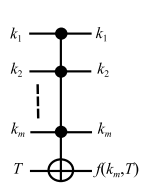 k₁ k₁
k₂ k₂
kₘ kₘ
T f(kₘ,T)